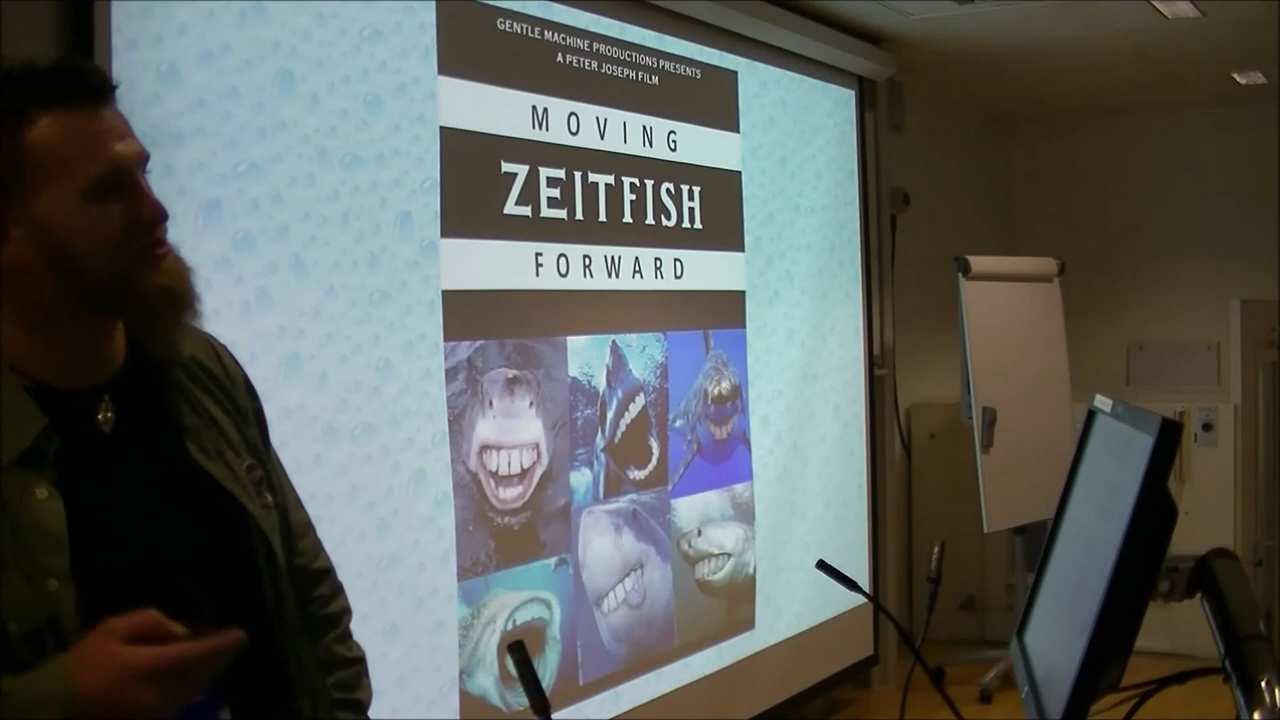 GENTLE MACHINE PRODUCTIONS PRESENTS
A PETER JOSEPH FILM
MOVING
ZEITFISH
FORWARD